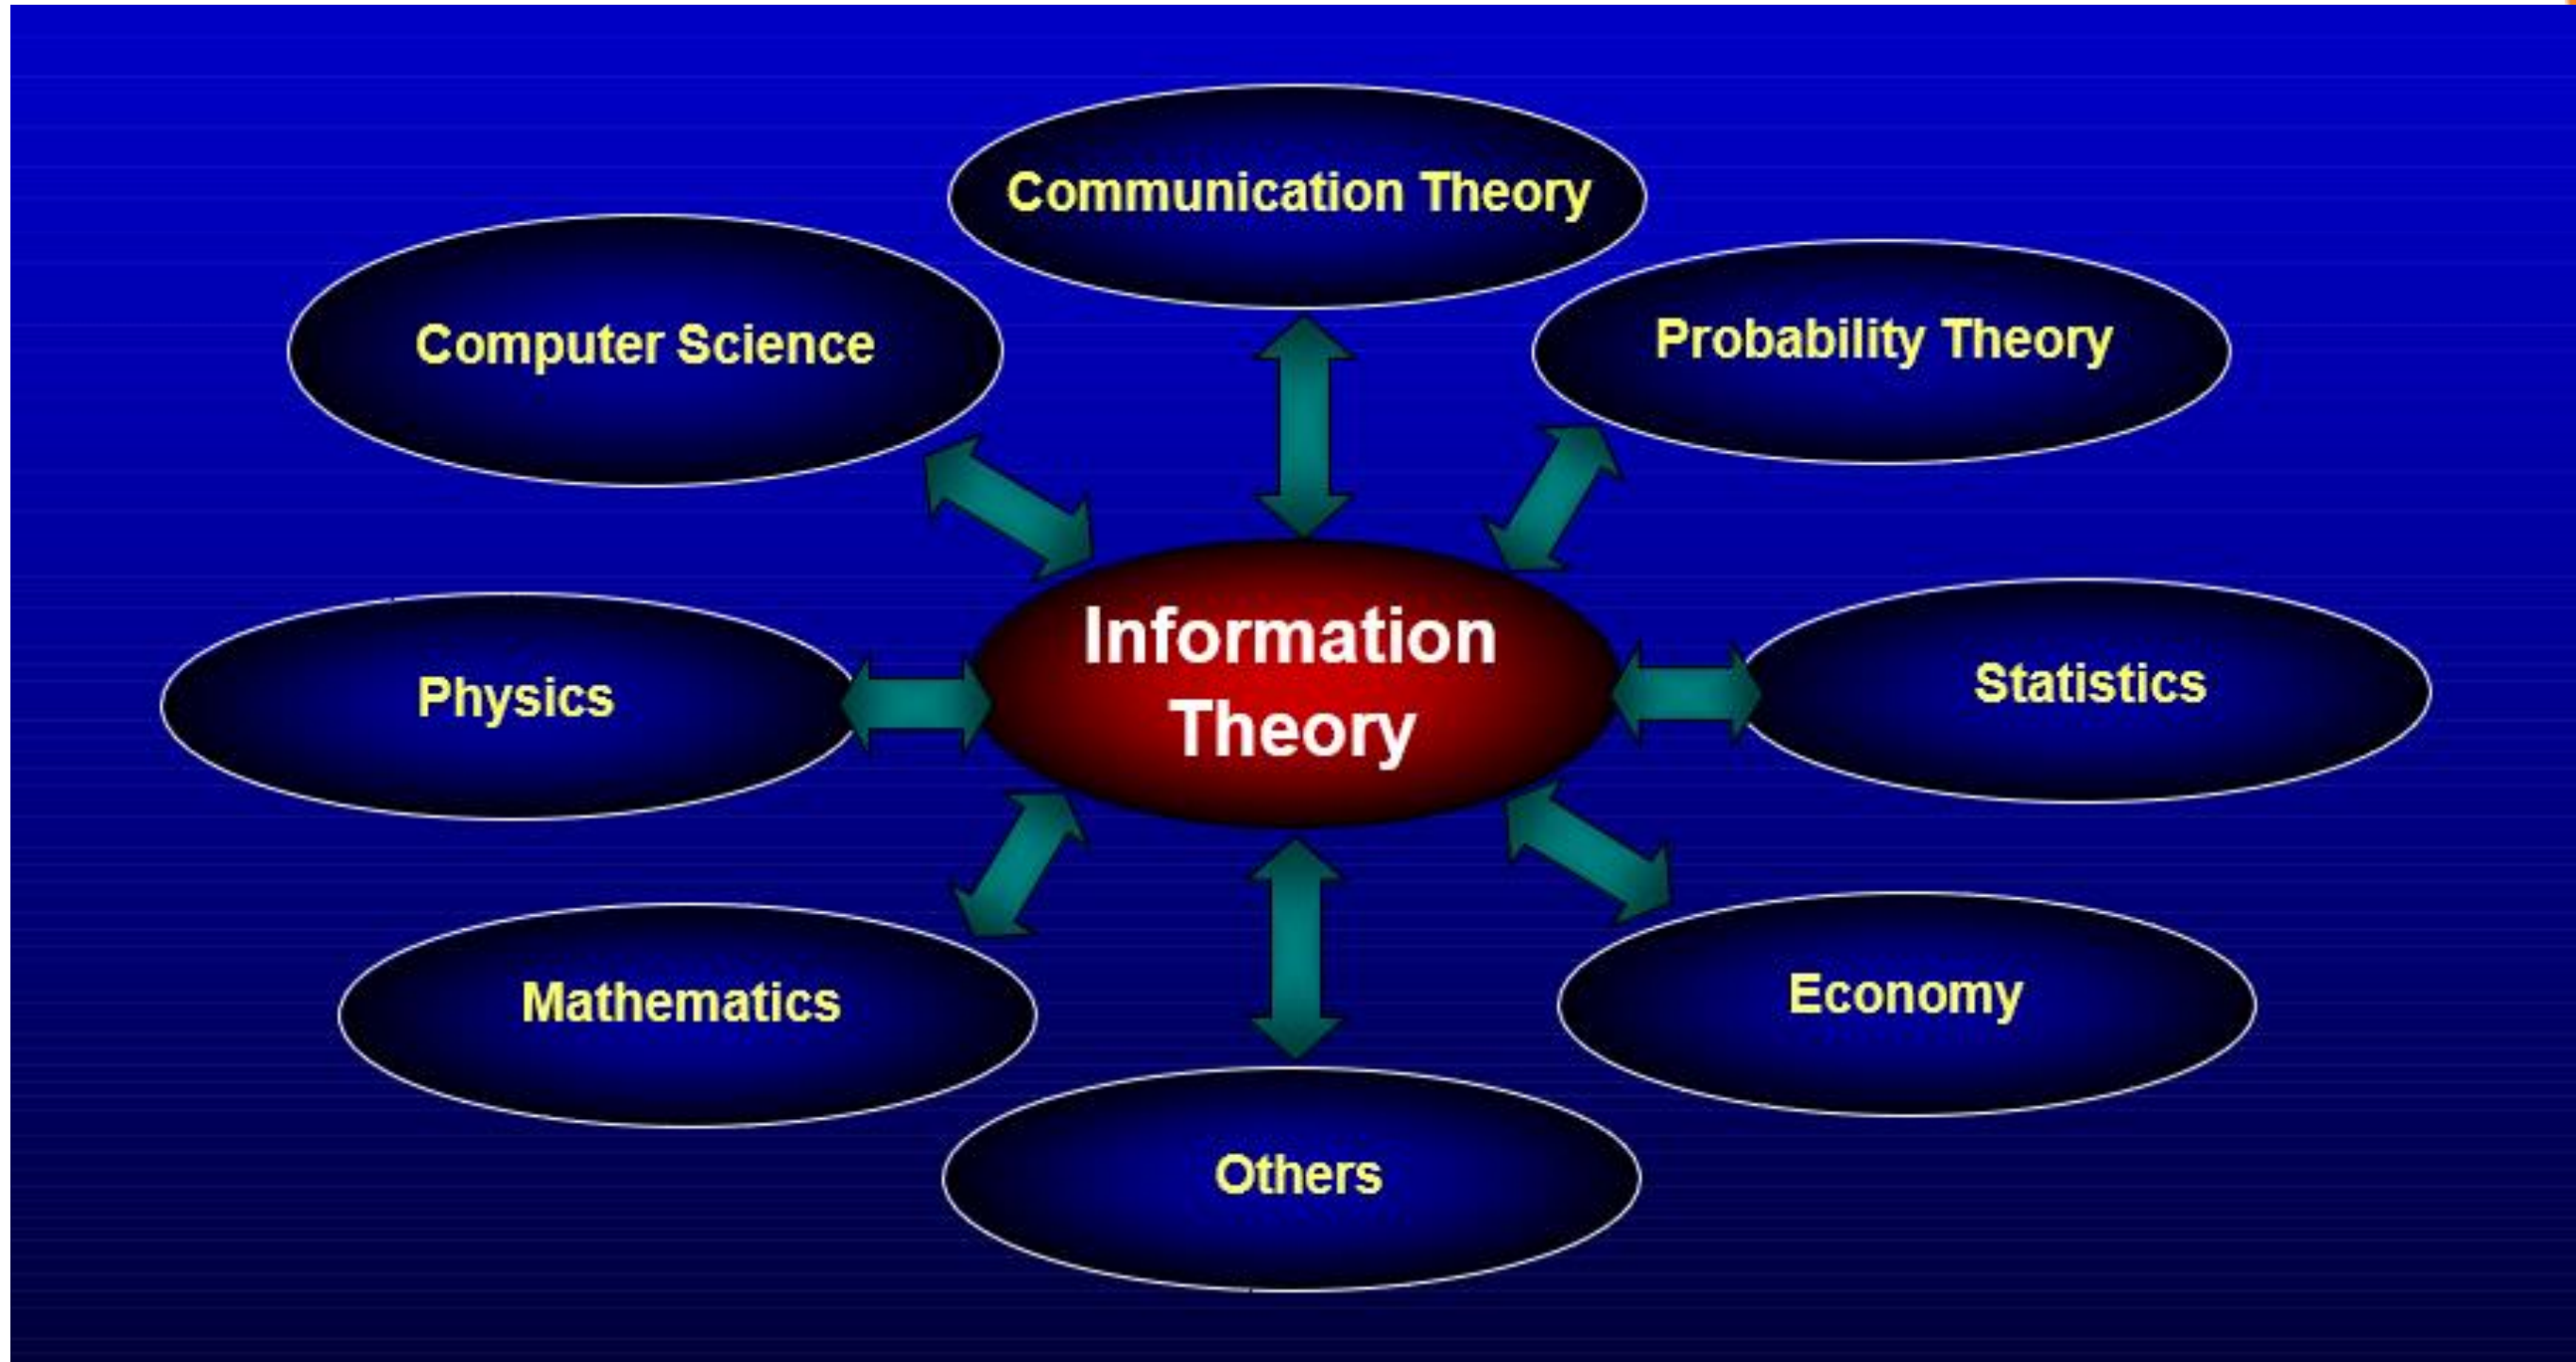 Communication Theory
Computer Science
Probability Theory
Information
Theory
Physics
Statistics
Mathematics
Economy
Others